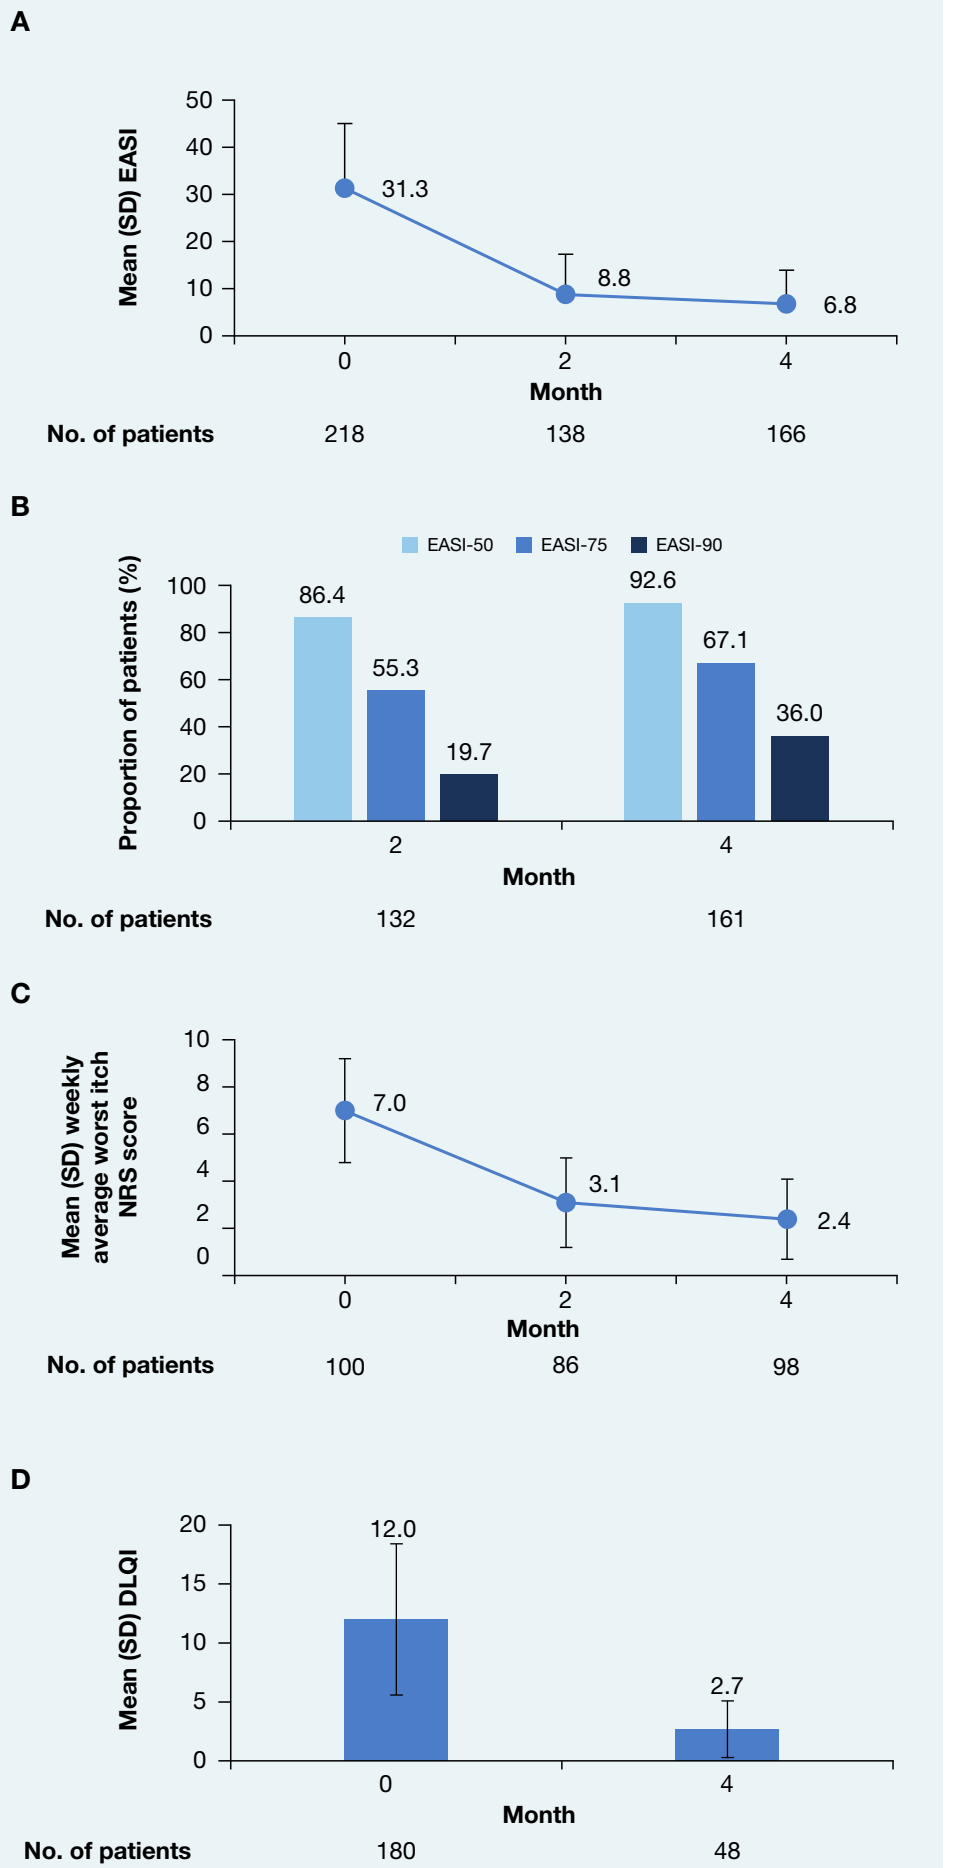 A
Mean (SD) EASI
50
40
30
20
10
0
31.3
8.8
6.8
0 2 4
Month
No. of patients 218 138 166
B
EASI-50 EASI-75 EASI-90
Proportion of patients (%)
100
80
60
40
20
0
86.4
55.3
19.7
92.6
67.1
36.0
2 4
Month
No. of patients 132 161
C
Mean (SD) weekly
average worst itch
NRS score
10
8
6
4
2
0
7.0
3.1
2.4
0 2 4
Month
No. of patients 100 86 98
D
Mean (SD) DLQI
20
15
10
5
0
12.0
2.7
0 4
Month
No. of patients 180 48